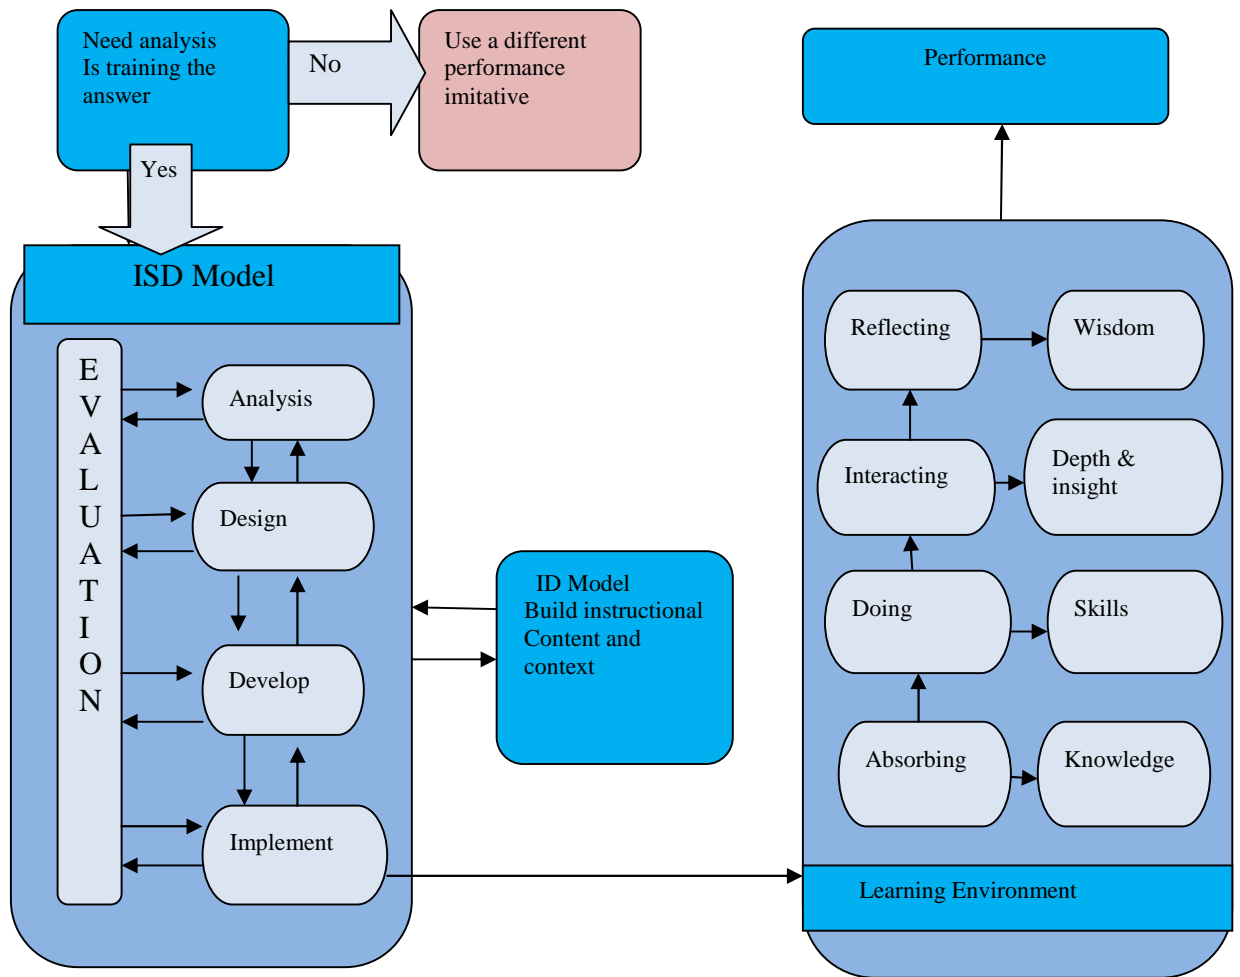 Need analysis
Is training the
answer
No
Use a different
performance
imitative
Performance
Yes
ISD Model
EVALUATION
Analysis
Design
Develop
Implement
ID Model
Build instructional
Content and
context
Reflecting
Wisdom
Interacting
Depth &
insight
Doing
Skills
Absorbing
Knowledge
Learning Environment